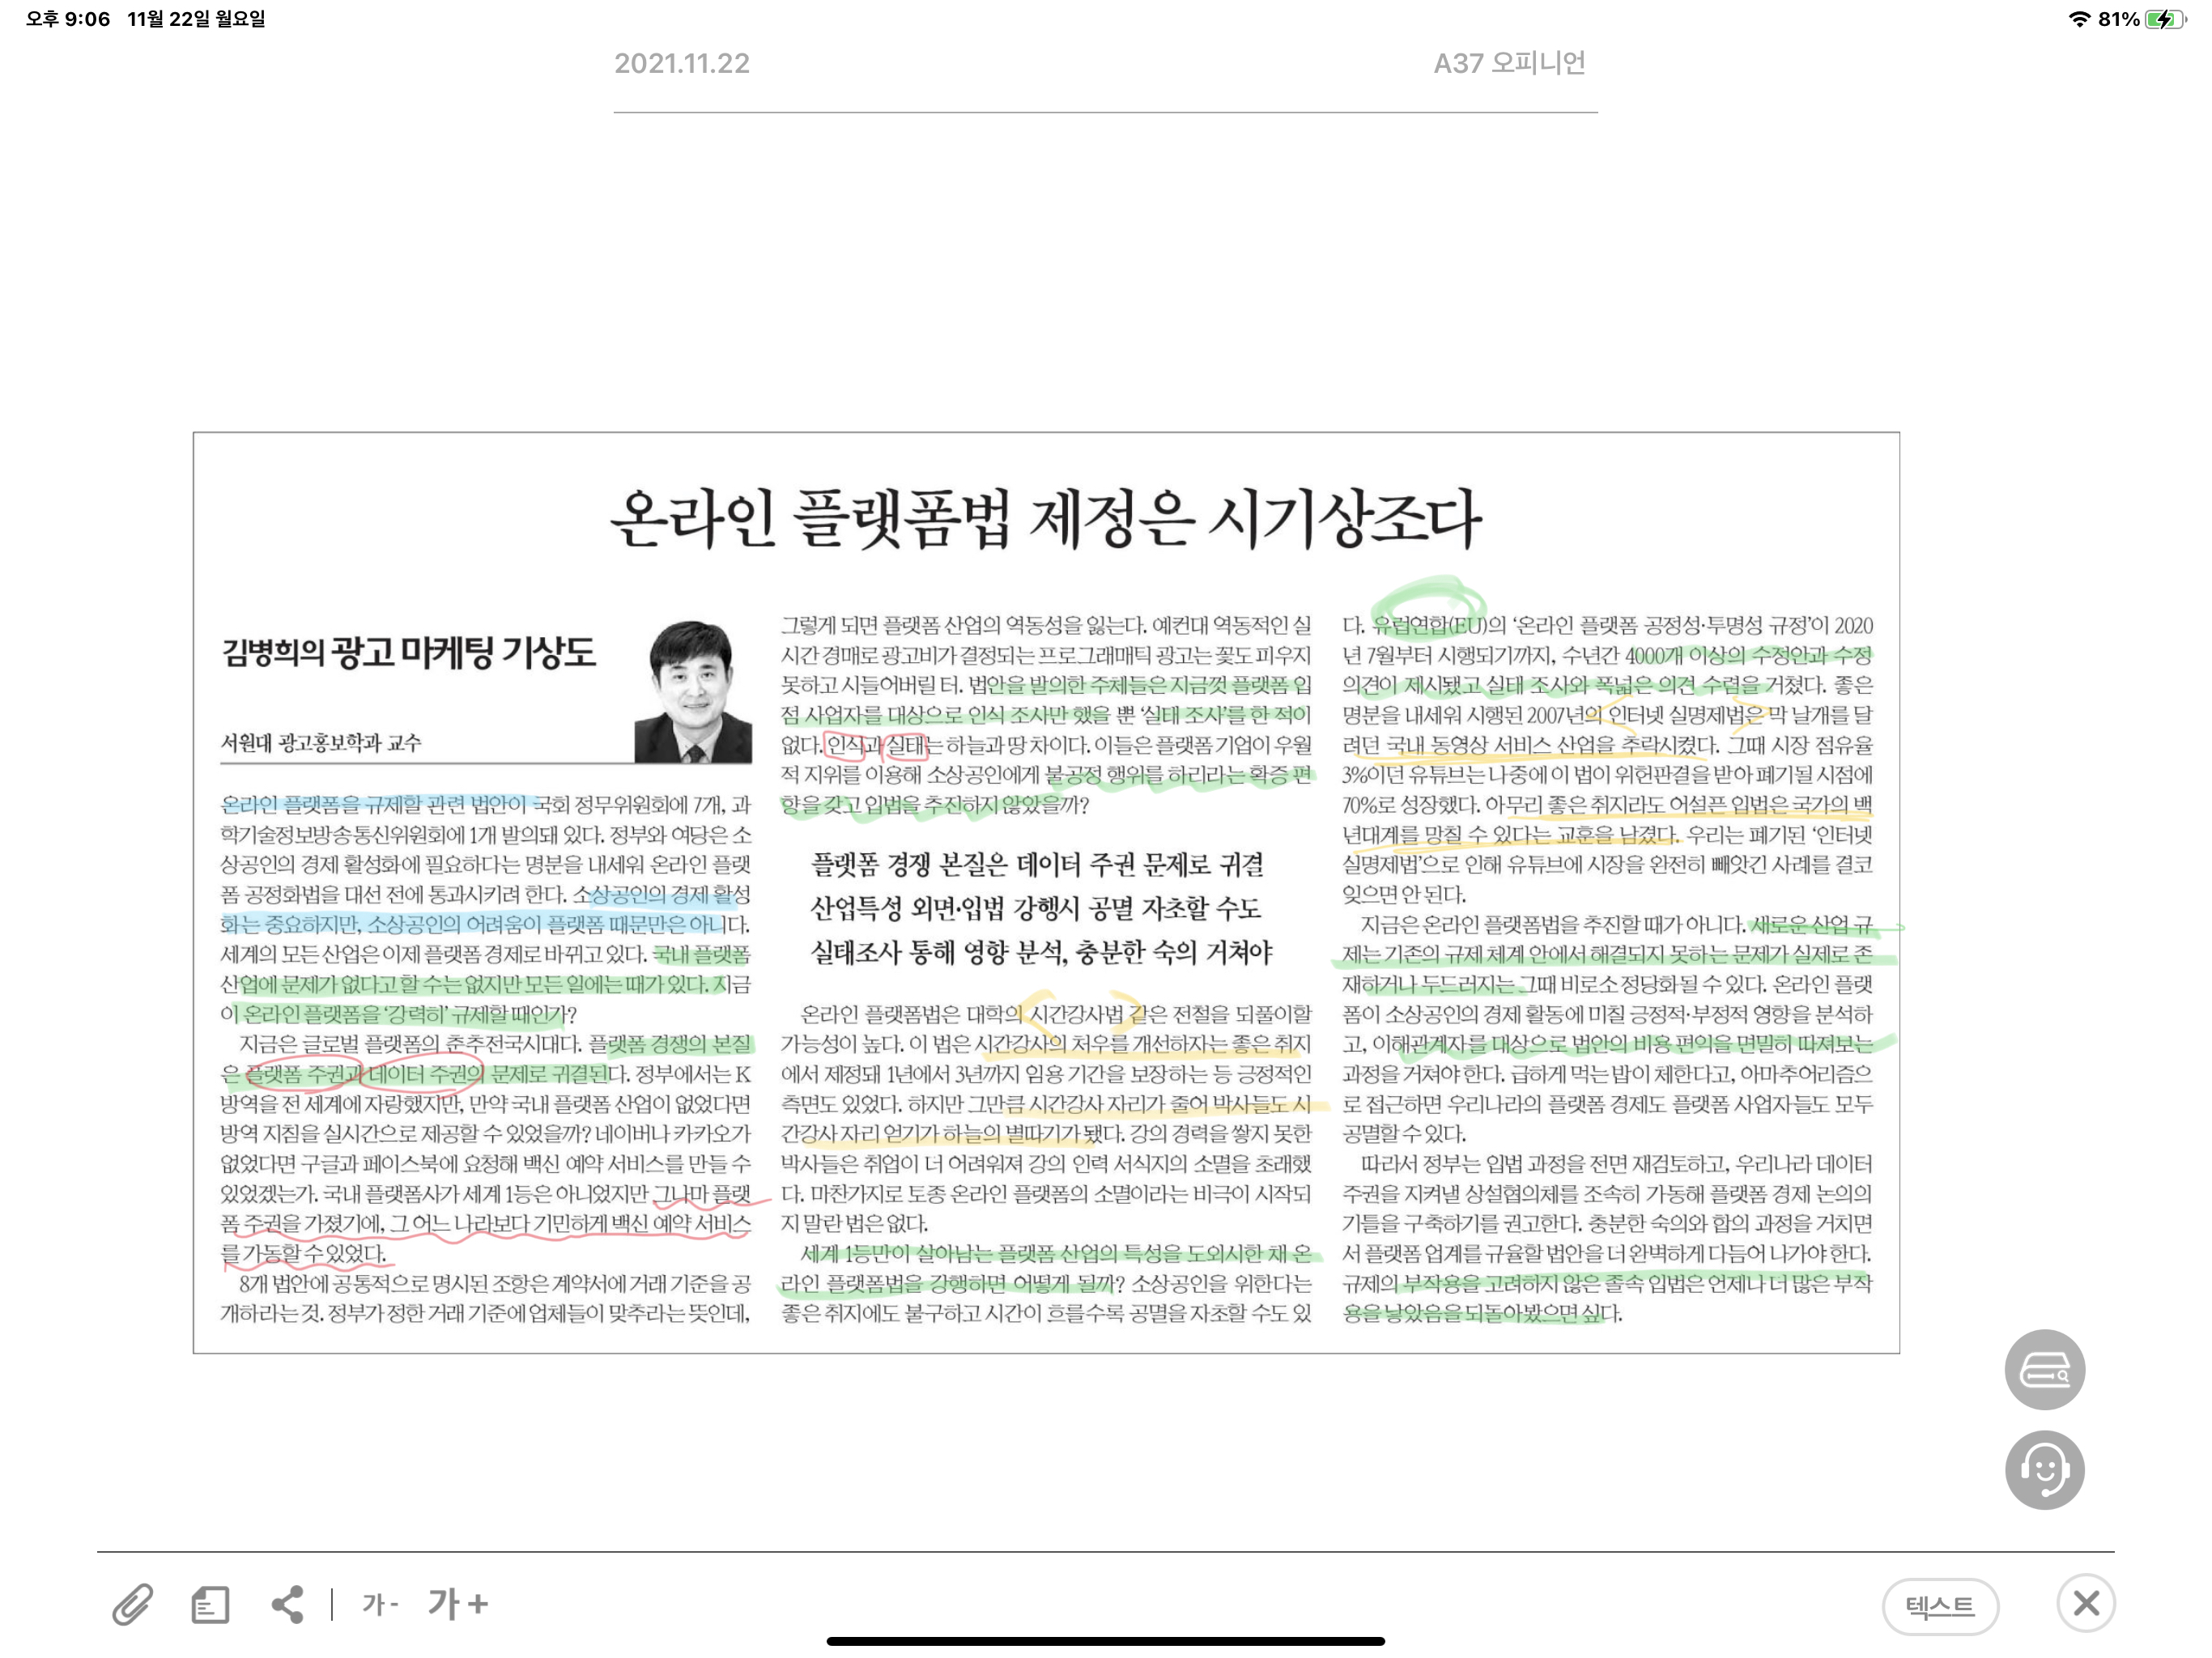 오후 9:06 11월 22일 월요일
81%
2021.11.22
A37 오피니언
온라인 플랫폼법 제정은 시기상조다
김병희의 광고 마케팅 기상도
서원대 광고홍보학과 교수
온라인 플랫폼을 규제할 관련 법안이 국회 정무위원회에 7개, 과
학기술정보방송통신위원회에 1개 발의돼 있다. 정부와 여당은 소
상공인의 경제 활성화에 필요하다는 명분을 내세워 온라인 플랫
폼 공정화법을 대선 전에 통과시키려 한다. 소상공인의 경제 활성
화는 중요하지만, 소상공인의 어려움이 플랫폼 때문만은 아니다.
세계의 모든 산업은 이제 플랫폼 경제로 바뀌고 있다. 국내 플랫폼
산업에 문제가 없다고 할 수는 없지만 모든 일에는 때가 있다. 지금
이 온라인 플랫폼을 ‘강력히’ 규제할 때인가?
지금은 글로벌 플랫폼의 춘추전국시대다. 플랫폼 경쟁의 본질
은 플랫폼 주권과 데이터 주권의 문제로 귀결된다. 정부에서는 K
방역을 전 세계에 자랑했지만, 만약 국내 플랫폼 산업이 없었다면
방역 지침을 실시간으로 제공할 수 있었을까? 네이버나 카카오가
없었다면 구글과 페이스북에 요청해 백신 예약 서비스를 만들 수
있었겠는가. 국내 플랫폼사가 세계 1등은 아니었지만 그나마 플랫
폼 주권을 가졌기에, 그 어느 나라보다 기민하게 백신 예약 서비스
를 가동할 수 있었다.
8개 법안에 공통적으로 명시된 조항은 계약서에 거래 기준을 공
개하라는 것. 정부가 정한 거래 기준에 업체들이 맞추라는 뜻인데,
그렇게 되면 플랫폼 산업의 역동성을 잃는다. 예컨대 역동적인 실
시간 경매로 광고비가 결정되는 프로그래매틱 광고는 꽃도 피우지
못하고 시들어버릴 터. 법안을 발의한 주체들은 지금껏 플랫폼 입
점 사업자를 대상으로 인식 조사만 했을 뿐 ‘실태 조사’를 한 적이
없다. 인식과 실태는 하늘과 땅 차이다. 이들은 플랫폼 기업이 우월
적 지위를 이용해 소상공인에게 불공정 행위를 하리라는 확증 편
향을 갖고 입법을 추진하지 않았을까?
플랫폼 경쟁 본질은 데이터 주권 문제로 귀결
산업특성 외면·입법 강행시 공멸 자초할 수도
실태조사 통해 영향 분석, 충분한 숙의 거쳐야
온라인 플랫폼법은 대학의 시간강사법 같은 전철을 되풀이할
가능성이 높다. 이 법은 시간강사의 처우를 개선하자는 좋은 취지
에서 제정돼 1년에서 3년까지 임용 기간을 보장하는 등 긍정적인
측면도 있었다. 하지만 그만큼 시간강사 자리가 줄어 박사들도 시
간강사 자리 얻기가 하늘의 별따기가 됐다. 강의 경력을 쌓지 못한
박사들은 취업이 더 어려워져 강의 인력 서식지의 소멸을 초래했
다. 마찬가지로 토종 온라인 플랫폼의 소멸이라는 비극이 시작되
지 말란 법은 없다.
세계 1등만이 살아남는 플랫폼 산업의 특성을 도외시한 채 온
라인 플랫폼법을 강행하면 어떻게 될까? 소상공인을 위한다는
좋은 취지에도 불구하고 시간이 흐를수록 공멸을 자초할 수도 있
다. 유럽연합(EU)의 ‘온라인 플랫폼 공정성·투명성 규정’이 2020
년 7월부터 시행되기까지, 수년간 4000개 이상의 수정안과 수정
의견이 제시됐고 실태 조사와 폭넓은 의견 수렴을 거쳤다. 좋은
명분을 내세워 시행된 2007년의 인터넷 실명제법은 막 날개를 달
려던 국내 동영상 서비스 산업을 추락시켰다. 그때 시장 점유율
3%이던 유튜브는 나중에 이 법이 위헌판결을 받아 폐기될 시점에
70%로 성장했다. 아무리 좋은 취지라도 어설픈 입법은 국가의 백
년대계를 망칠 수 있다는 교훈을 남겼다. 우리는 폐기된 ‘인터넷
실명제법’으로 인해 유튜브에 시장을 완전히 빼앗긴 사례를 결코
잊으면 안 된다.
지금은 온라인 플랫폼법을 추진할 때가 아니다. 새로운 산업 규
제는 기존의 규제 체계 안에서 해결되지 못하는 문제가 실제로 존
재하거나 두드러지는 그때 비로소 정당화될 수 있다. 온라인 플랫
폼이 소상공인의 경제 활동에 미칠 긍정적·부정적 영향을 분석하
고, 이해관계자를 대상으로 법안의 비용 편익을 면밀히 따져보는
과정을 거쳐야 한다. 급하게 먹는 밥이 체한다고, 아마추어리즘으
로 접근하면 우리나라의 플랫폼 경제도 플랫폼 사업자들도 모두
공멸할 수 있다.
따라서 정부는 입법 과정을 전면 재검토하고, 우리나라 데이터
주권을 지켜낼 상설협의체를 조속히 가동해 플랫폼 경제 논의의
기틀을 구축하기를 권고한다. 충분한 숙의와 합의 과정을 거치면
서 플랫폼 업계를 규율할 법안을 더 완벽하게 다듬어 나가야 한다.
규제의 부작용을 고려하지 않은 졸속 입법은 언제나 더 많은 부작
용을 낳았음을 되돌아봤으면 싶다.
가-
가+
텍스트